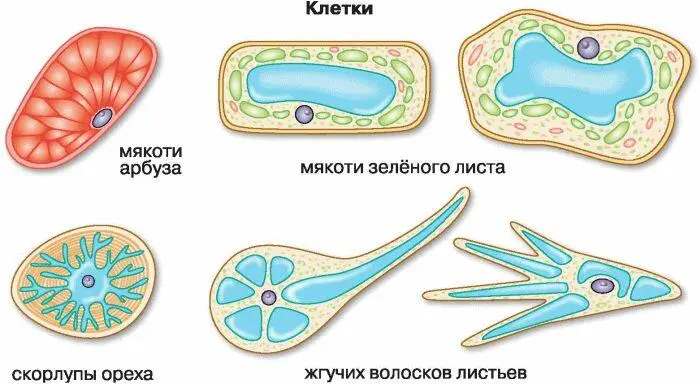 Клетки
мякоти
арбуза
мякоти зелёного листа
скорлупы ореха
жгучих волосков листьев